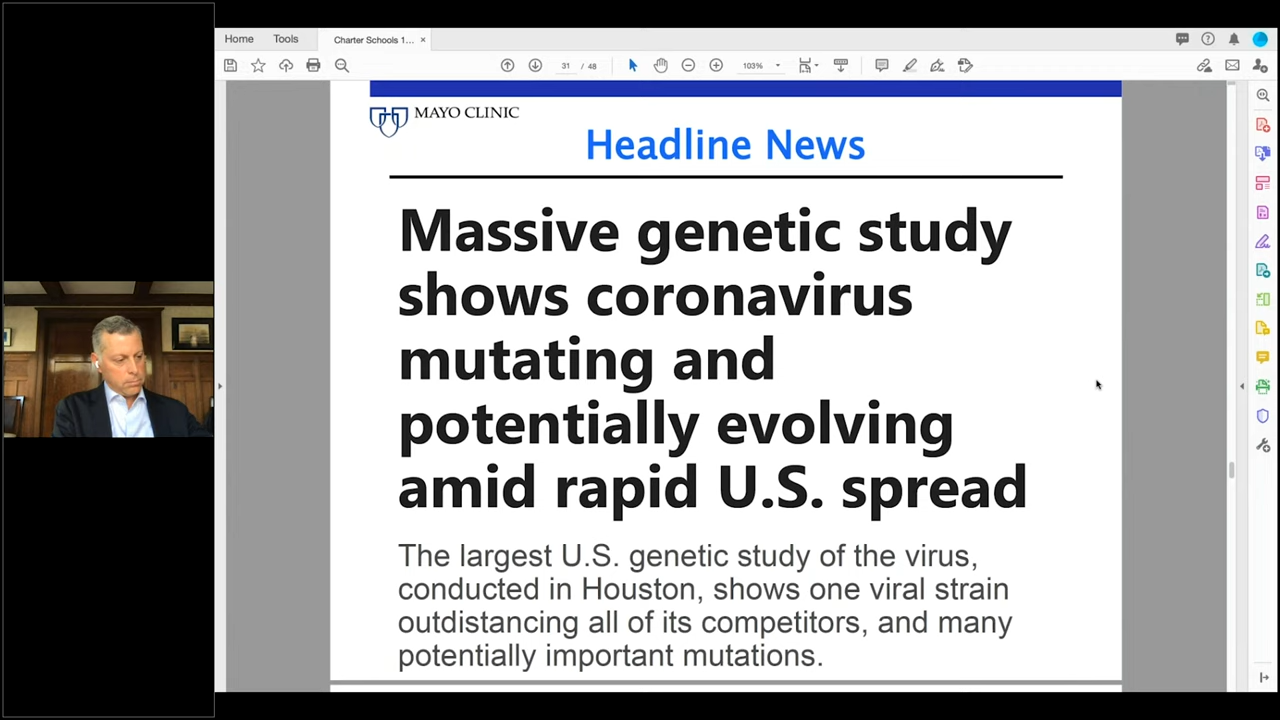 Home
Tools
Charter Schools 1...
31 / 48
103%
MAYO CLINIC
Headline News
Massive genetic study
shows coronavirus
mutating and
potentially evolving
amid rapid U.S. spread
The largest U.S. genetic study of the virus,
conducted in Houston, shows one viral strain
outdistancing all of its competitors, and many
potentially important mutations.